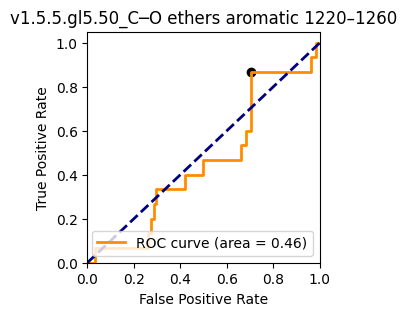 v1.5.5.gl5.50_C─O ethers aromatic 1220–1260
1.0
0.8
0.6
0.4
0.2
0.0
True Positive Rate
ROC curve (area = 0.46)
0.0 0.2 0.4 0.6 0.8 1.0
False Positive Rate